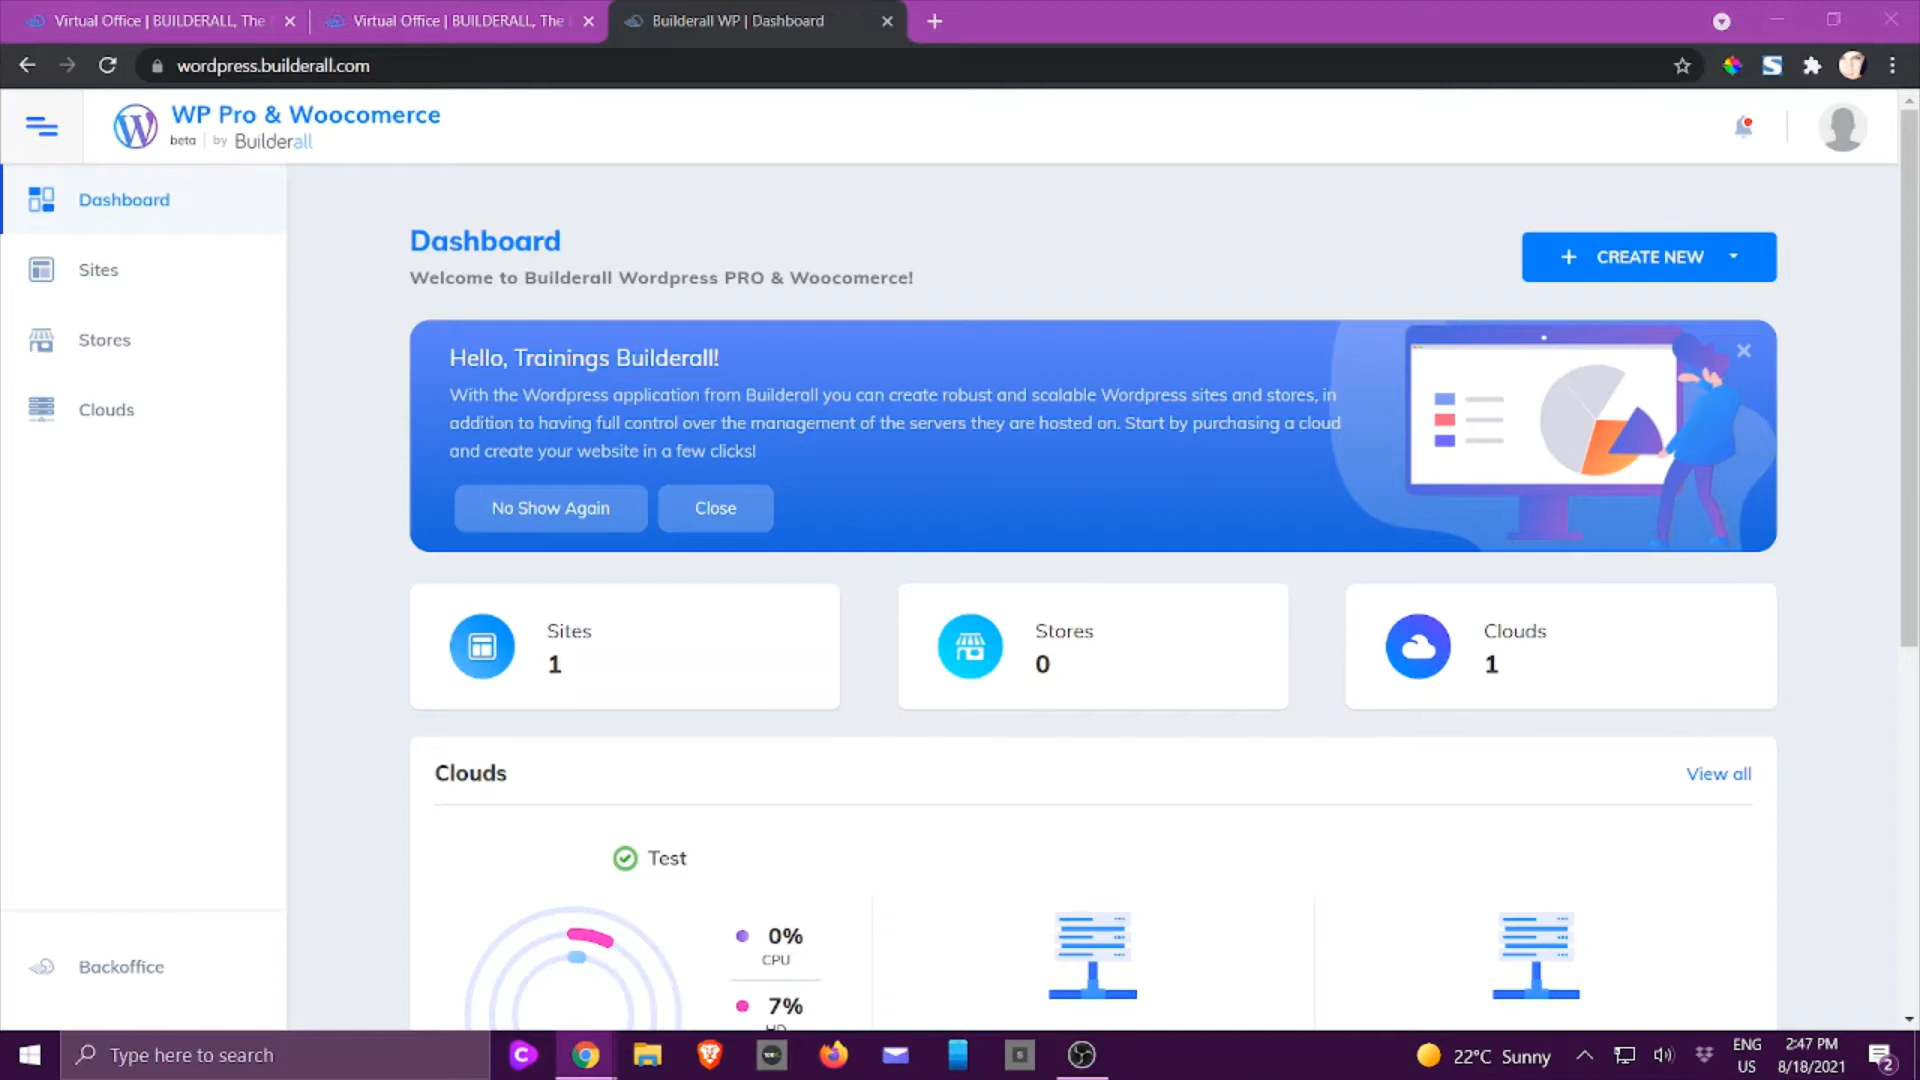 Virtual Office | BUILDERALL, The
Virtual Office | BUILDERALL, The
Builderall WP | Dashboard
wordpress.builderall.com
WP Pro & Woocomerce
beta | by Builderall
Dashboard
Sites
Stores
Clouds
Backoffice
Dashboard
Welcome to Builderall Wordpress PRO & Woocomerce!
+ CREATE NEW
Hello, Trainings Builderall!
With the Wordpress application from Builderall you can create robust and scalable Wordpress sites and stores, in
addition to having full control over the management of the servers they are hosted on. Start by purchasing a cloud
and create your website in a few clicks!
No Show Again
Close
Sites
1
Stores
0
Clouds
1
Clouds
View all
Test
0%
CPU
7%
HD
Type here to search
22°C Sunny
ENG
US
2:47 PM
8/18/2021
2